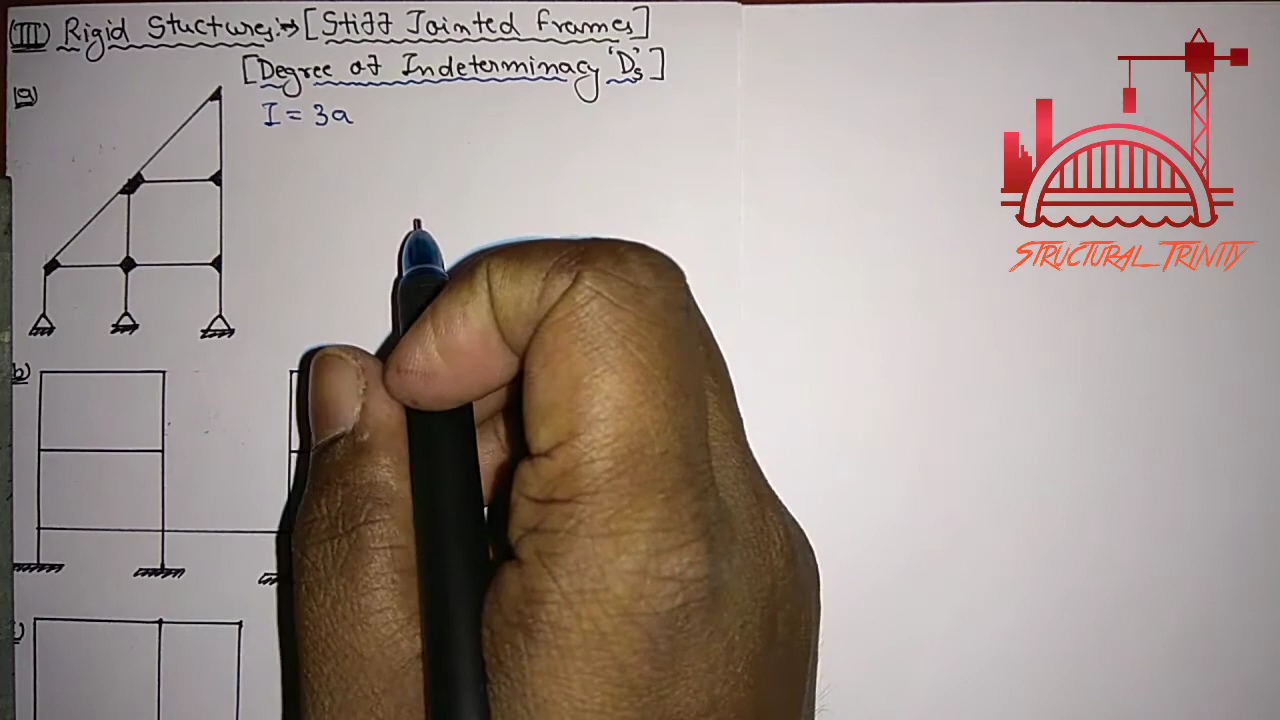 (III) Rigid Stuctures:→ [Stiff Jointed frames]
[Degree of Indeterminacy 'Ds']
(a)
I = 3a
b)
c)
STRUCTURAL_TRINITY